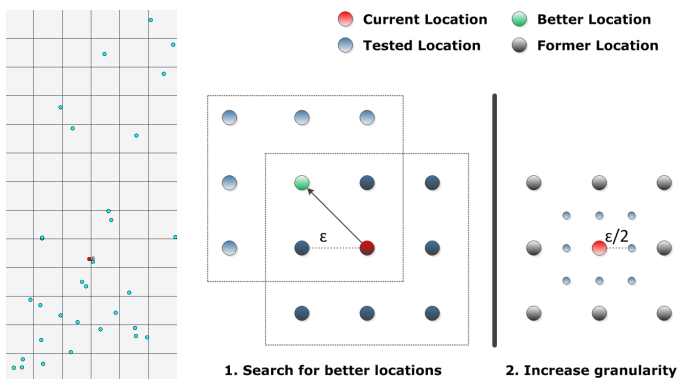 Current Location
Better Location
Tested Location
Former Location
ε
ε/2
1. Search for better locations
2. Increase granularity